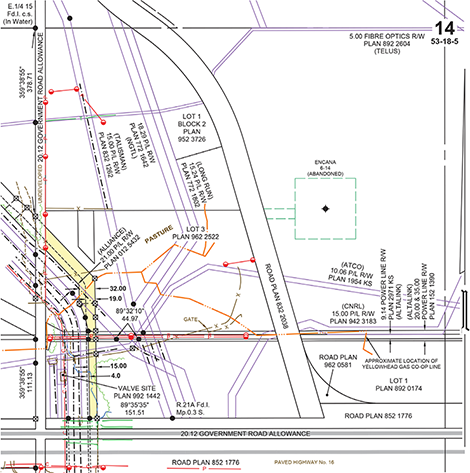 E.1/4 15
Fd.I. c.s.
(In Water)
14
53-18-5
5.00 FIBRE OPTICS R/W
PLAN 892 2604
(TELUS)
359°38'55"
378.71
20.12 GOVERNMENT ROAD ALLOWANCE
UNDEVELOPED
18.29 P/L R/W
PLAN 772 1642
(NGTL)
15.00 P/L R/W
PLAN 832 1262
(TALISMAN)
LOT 1
BLOCK 2
PLAN
952 3726
(LONG RUN)
15.24 P/L R/W
ENCANA
6-14
(ABANDONED)
LOT 3
PLAN 962 2522
PASTURE
(ALLIANCE)
21.00 P/L R/W
PLAN 012 5432
ROAD PLAN 832 2038
(ATCO)
10.06 P/L R/W
PLAN 1954 KS
(CNRL)
15.00 P/L R/W
PLAN 942 3183
9.14 POWER LINE R/W
PLAN 2971 KS
(ALTALINK)
(ALTALINK)
20.00 & 35.00
POWER LINE R/W
PLAN 152 1390
32.00
19.0
89°32'10"
44.97
GATE
APPROXIMATE LOCATION OF
YELLOWHEAD GAS CO-OP LINE
ROAD PLAN
962 0581
LOT 1
PLAN 892 0174
359°38'55"
111.13
15.00
4.0
VALVE SITE
PLAN 992 1442
89°35'35"
151.51
R.21A Fd.I.
Mp.0.3 S.
ROAD PLAN 852 1776
20.12 GOVERNMENT ROAD ALLOWANCE
ROAD PLAN 852 1776
PAVED HIGHWAY No. 16